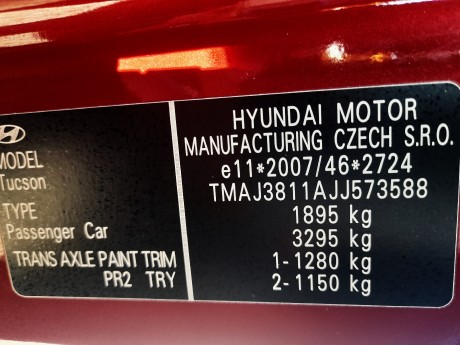 MODEL
Tucson
TYPE
Passenger Car
TRANS AXLE PAINT TRIM
PR2 TRY
HYUNDAI MOTOR
MANUFACTURING CZECH S.R.O.
e11*2007/46*2724
TMAJ3811AJJ573588
1895 kg
3295 kg
1-1280 kg
2-1150 kg